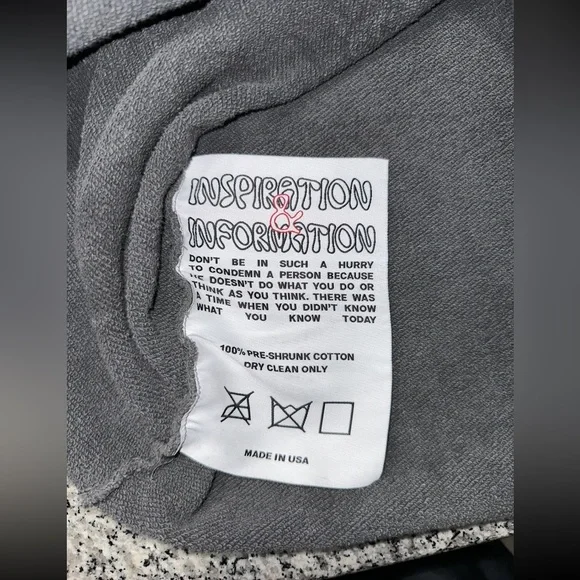 INSPIRATION
&
INFORMATION
DON'T BE IN SUCH A HURRY
TO CONDEMN A PERSON BECAUSE
HE DOESN'T DO WHAT YOU DO OR
THINK AS YOU THINK. THERE WAS
A TIME WHEN YOU DIDN'T KNOW
WHAT YOU KNOW TODAY
100% PRE-SHRUNK COTTON
DRY CLEAN ONLY
MADE IN USA